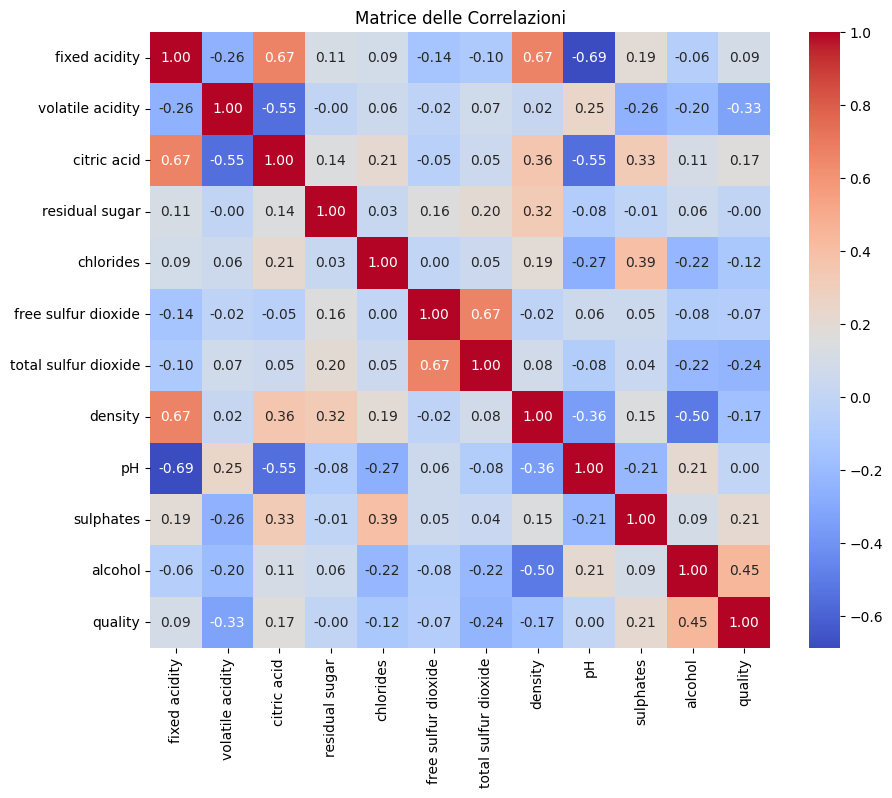 Matrice delle Correlazioni
fixed acidity 1.00 -0.26 0.67 0.11 0.09 -0.14 -0.10 0.67 -0.69 0.19 -0.06 0.09
volatile acidity -0.26 1.00 -0.55 -0.00 0.06 -0.02 0.07 0.02 0.25 -0.26 -0.20 -0.33
citric acid 0.67 -0.55 1.00 0.14 0.21 -0.05 0.05 0.36 -0.55 0.33 0.11 0.17
residual sugar 0.11 -0.00 0.14 1.00 0.03 0.16 0.20 0.32 -0.08 -0.01 0.06 -0.00
chlorides 0.09 0.06 0.21 0.03 1.00 0.00 0.05 0.19 -0.27 0.39 -0.22 -0.12
free sulfur dioxide -0.14 -0.02 -0.05 0.16 0.00 1.00 0.67 -0.02 0.06 0.05 -0.08 -0.07
total sulfur dioxide -0.10 0.07 0.05 0.20 0.05 0.67 1.00 0.08 -0.08 0.04 -0.22 -0.24
density 0.67 0.02 0.36 0.32 0.19 -0.02 0.08 1.00 -0.36 0.15 -0.50 -0.17
pH -0.69 0.25 -0.55 -0.08 -0.27 0.06 -0.08 -0.36 1.00 -0.21 0.21 0.00
sulphates 0.19 -0.26 0.33 -0.01 0.39 0.05 0.04 0.15 -0.21 1.00 0.09 0.21
alcohol -0.06 -0.20 0.11 0.06 -0.22 -0.08 -0.22 -0.50 0.21 0.09 1.00 0.45
quality 0.09 -0.33 0.17 -0.00 -0.12 -0.07 -0.24 -0.17 0.00 0.21 0.45 1.00
fixed acidity
volatile acidity
citric acid
residual sugar
chlorides
free sulfur dioxide
total sulfur dioxide
density
pH
sulphates
alcohol
quality
1.0
0.8
0.6
0.4
0.2
0.0
−0.2
−0.4
−0.6